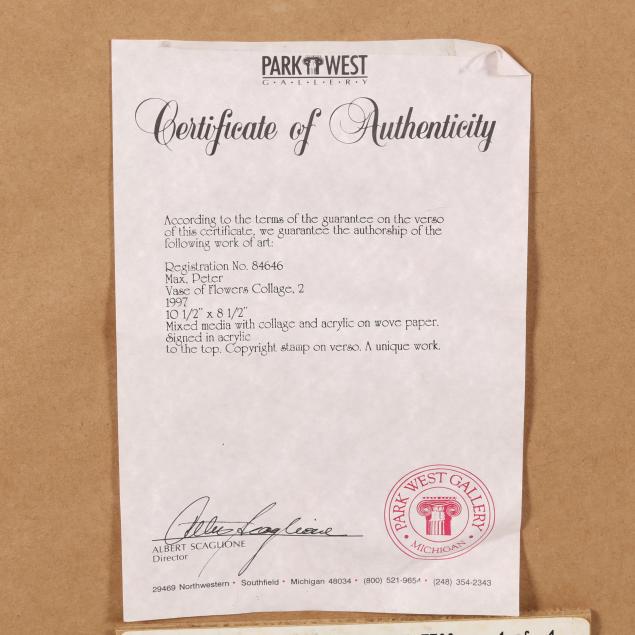 PARK WEST
G•A•L•L•E•R•Y
Certificate of Authenticity
According to the terms of the guarantee on the verso
of this certificate, we guarantee the authorship of the
following work of art:
Registration No. 84646
Max, Peter
Vase of Flowers Collage, 2
1997
10 1/2" x 8 1/2"
Mixed media with collage and acrylic on wove paper.
Signed in acrylic
to the top. Copyright stamp on verso. A unique work.
Albert Scaglione
ALBERT SCAGLIONE
Director
PARK WEST GALLERY
• MICHIGAN •
29469 Northwestern • Southfield • Michigan 48034 • (800) 521-9654 • (248) 354-2343